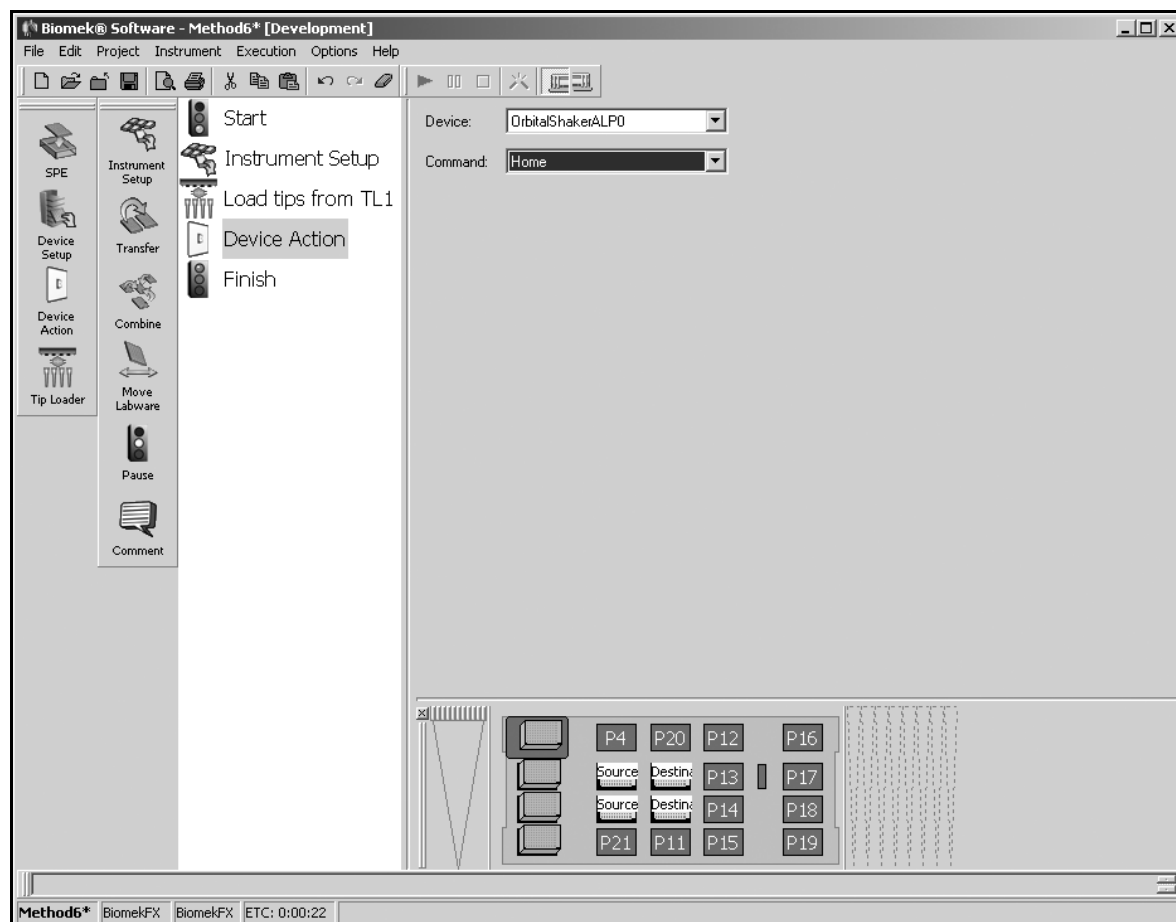 Biomek® Software - Method6* [Development]
File Edit Project Instrument Execution Options Help
SPE
Device
Setup
Device
Action
Tip Loader
Instrument
Setup
Transfer
Combine
Move
Labware
Pause
Comment
Start
Instrument Setup
Load tips from TL1
Device Action
Finish
Device: OrbitalShakerALP0
Command: Home
P4 P20 P12 P16
Source Destina P13 P17
Source Destina P14 P18
P21 P11 P15 P19
Method6* BiomekFX BiomekFX ETC: 0:00:22